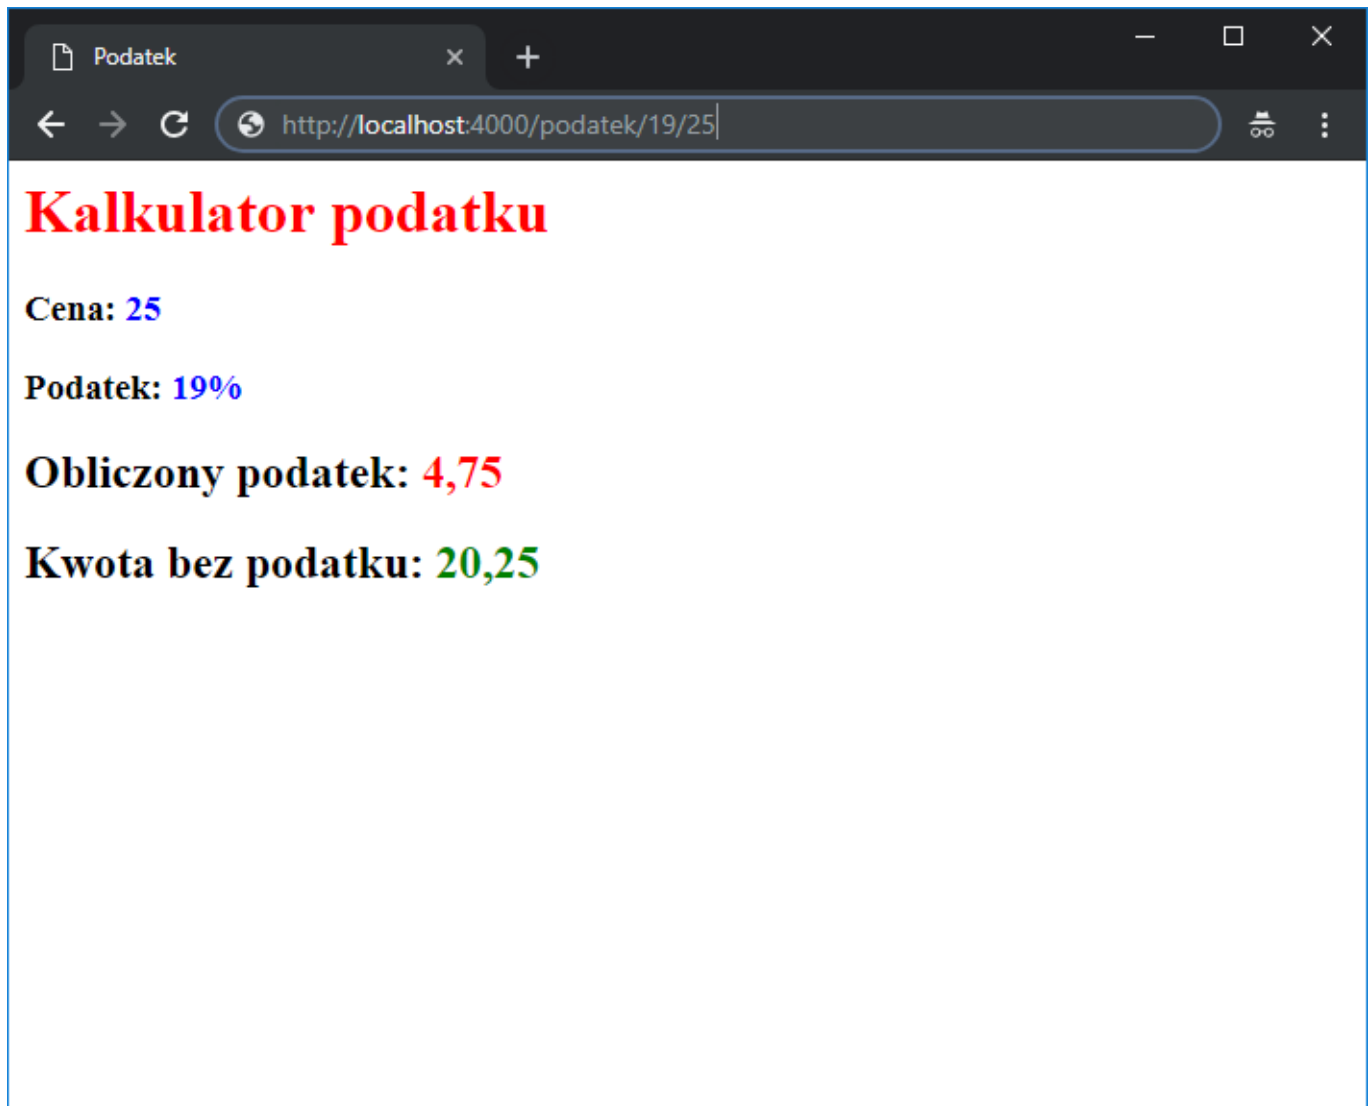 Podatek
http://localhost:4000/podatek/19/25
Kalkulator podatku
Cena: 25
Podatek: 19%
Obliczony podatek: 4,75
Kwota bez podatku: 20,25